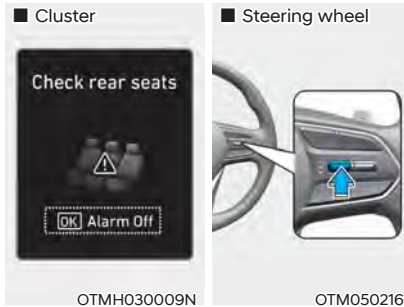 ■ Cluster
Check rear seats
OK Alarm Off
OTMH030009N
■ Steering wheel
OTM050216